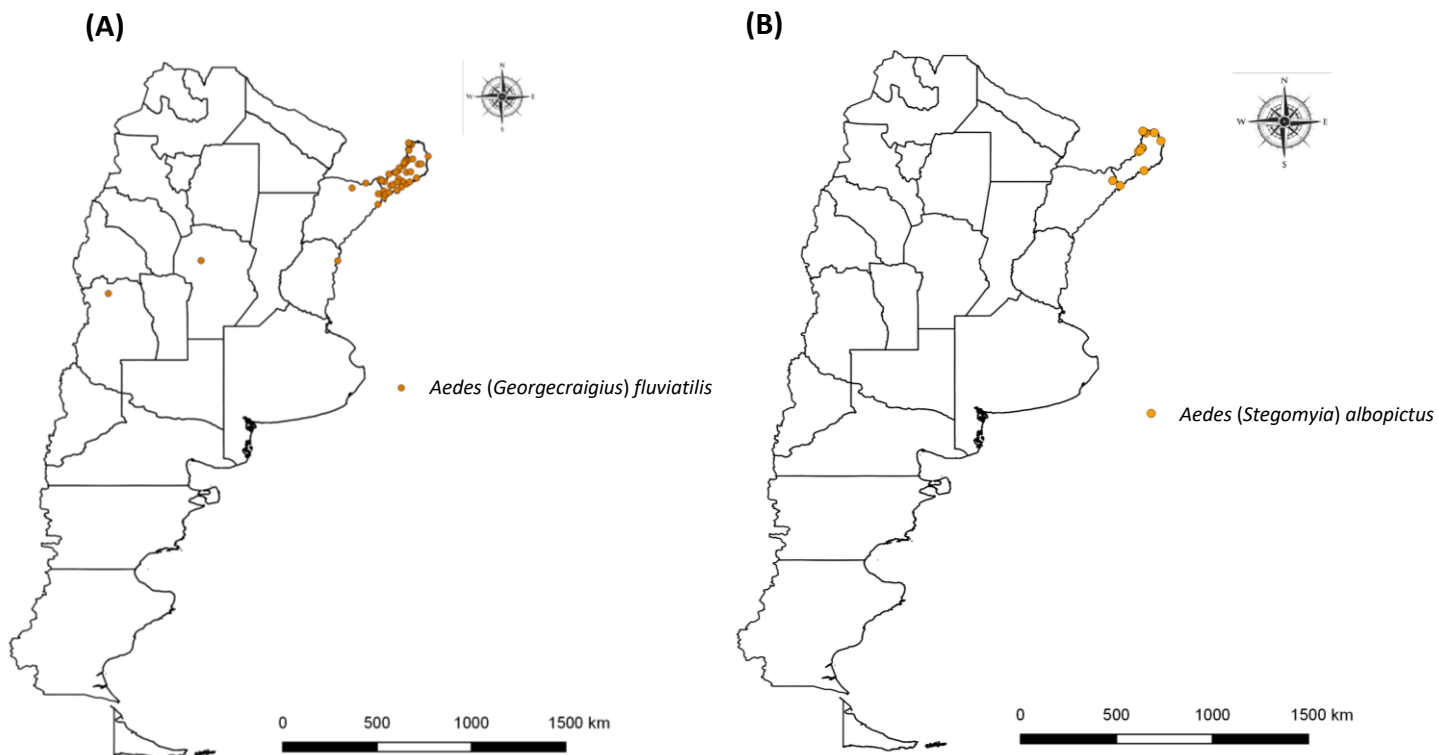 (A)
(B)
N
W E
S
N
W E
S
Aedes (Georgecraigius) fluviatilis
Aedes (Stegomyia) albopictus
0 500 1000 1500 km
0 500 1000 1500 km